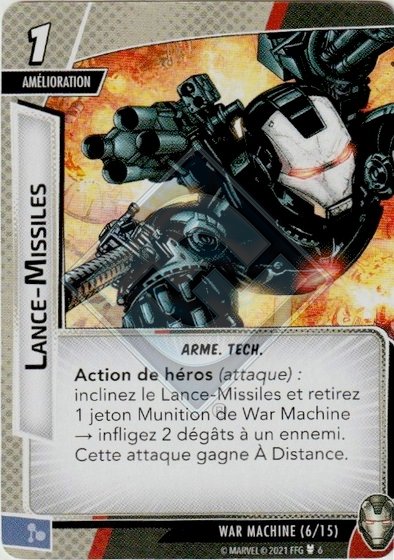 1
AMÉLIORATION
LANCE-MISSILES
ARME. TECH.
Action de héros (attaque) :
inclinez le Lance-Missiles et retirez
1 jeton Munition de War Machine
→ infligez 2 dégâts à un ennemi.
Cette attaque gagne À Distance.
WAR MACHINE (6/15)
© MARVEL © 2021 FFG 6